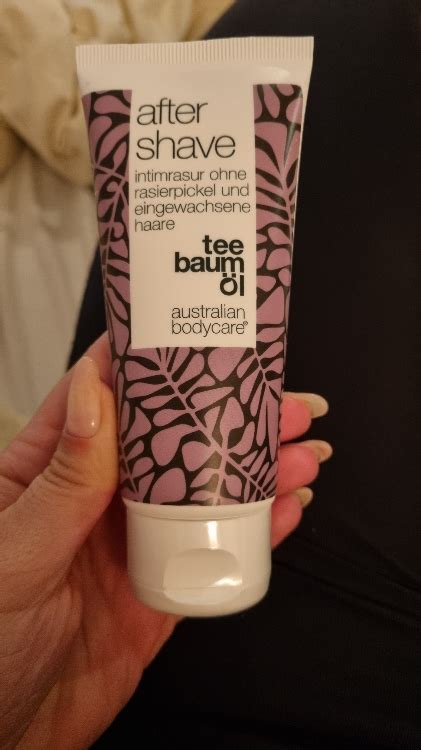 after
shave
intimrasur ohne
rasierpickel und
eingewachsene
haare
tee
baum
öl
australian
bodycare®